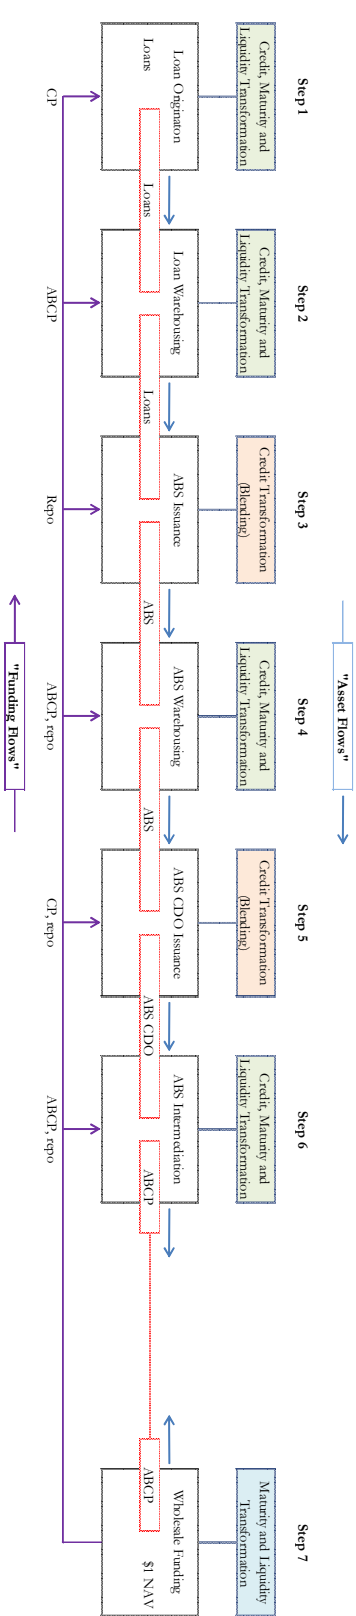 "Asset Flows"
Step 1
Step 2
Step 3
Step 4
Step 5
Step 6
Step 7
Credit, Maturity and
Liquidity Transformation
Credit, Maturity and
Liquidity Transformation
Credit Transformation
(Blending)
Credit, Maturity and
Liquidity Transformation
Credit Transformation
(Blending)
Credit, Maturity and
Liquidity Transformation
Maturity and Liquidity
Transformation
Loan Originaton
Loan Warehousing
ABS Issuance
ABS Warehousing
ABS CDO Issuance
ABS Intermediation
Wholesale Funding
Loans
Loans
Loans
ABS
ABS
ABS CDO
ABCP
ABCP
$1 NAV
CP
ABCP
Repo
ABCP, repo
CP, repo
ABCP, repo
"Funding Flows"